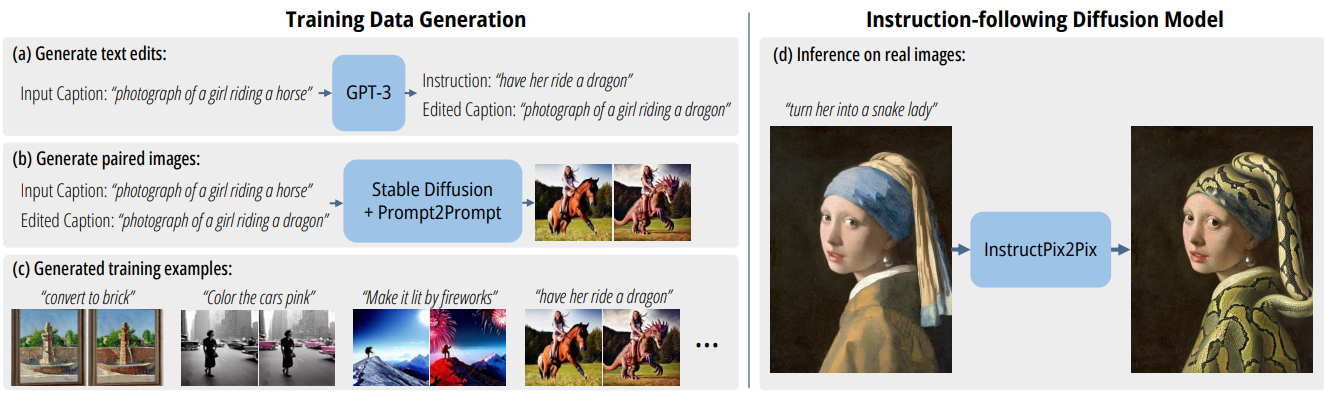 Training Data Generation
(a) Generate text edits:
Input Caption: “photograph of a girl riding a horse”
GPT-3
Instruction: “have her ride a dragon”
Edited Caption: “photograph of a girl riding a dragon”
(b) Generate paired images:
Input Caption: “photograph of a girl riding a horse”
Edited Caption: “photograph of a girl riding a dragon”
Stable Diffusion
+ Prompt2Prompt
(c) Generated training examples:
“convert to brick”
“Color the cars pink”
“Make it lit by fireworks”
“have her ride a dragon”
...
Instruction-following Diffusion Model
(d) Inference on real images:
“turn her into a snake lady”
InstructPix2Pix